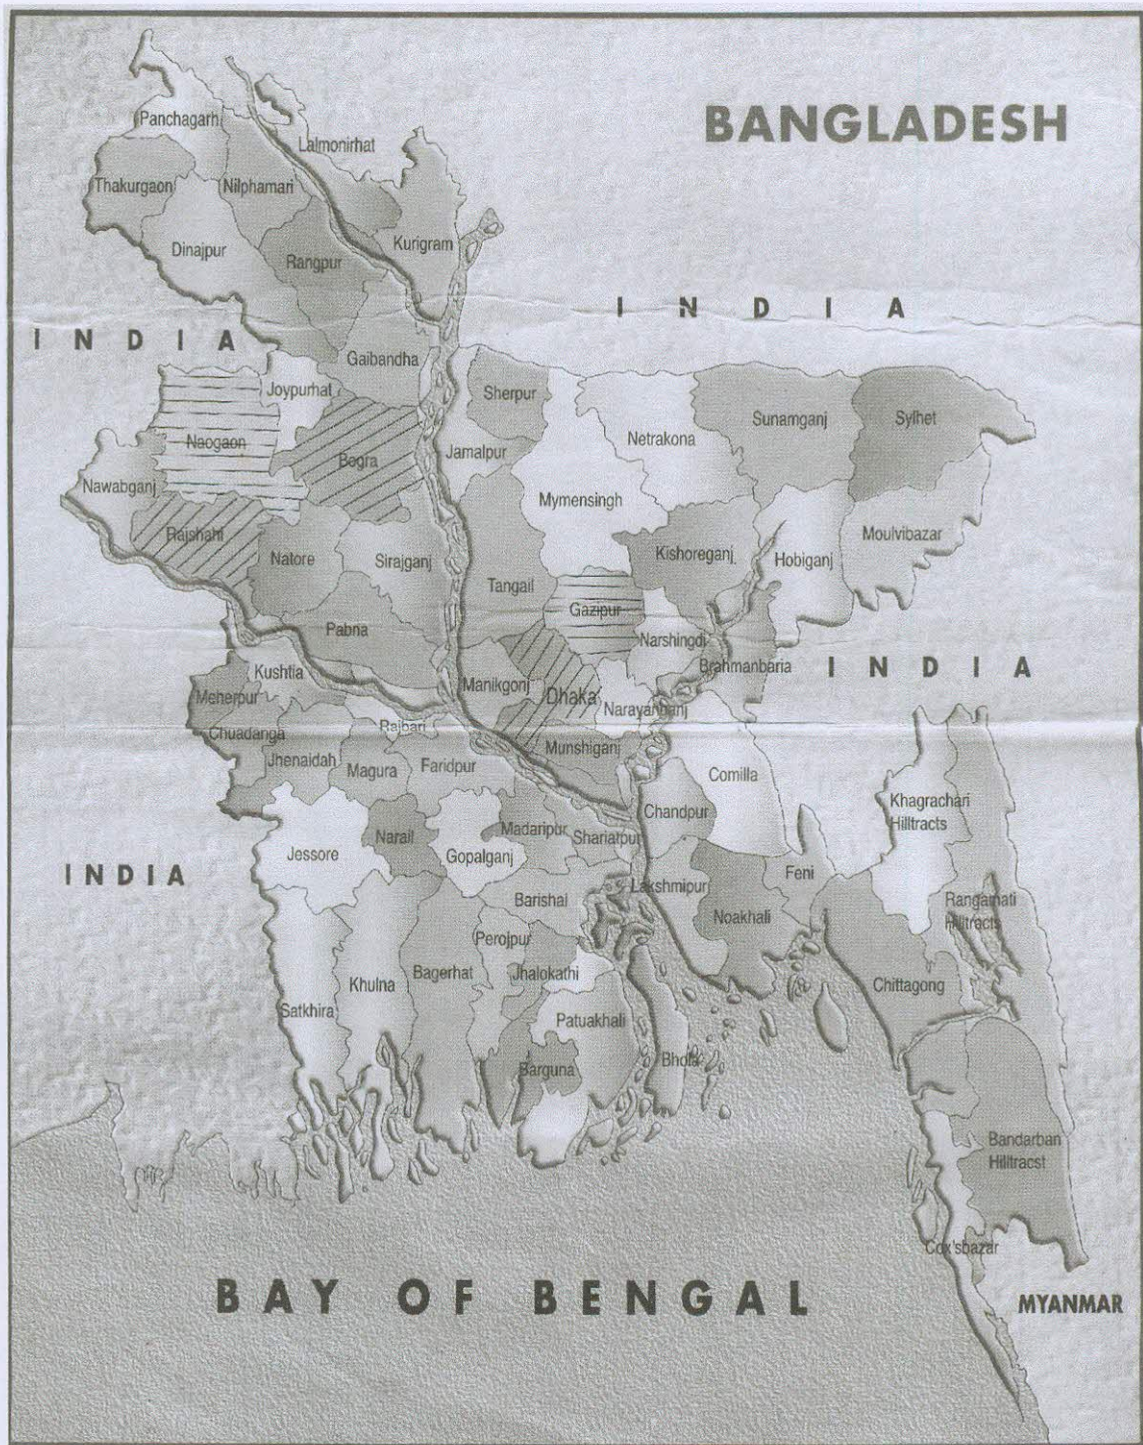 BANGLADESH
Panchagarh
Lalmonirhat
Thakurgaon
Nilphamari
Dinajpur
Rangpur
Kurigram
INDIA
INDIA
Gaibandha
Joypurhat
Sherpur
Sunamganj
Sylhet
Naogaon
Netrakona
Bogra
Jamalpur
Nawabganj
Mymensingh
Rajshahi
Moulvibazar
Natore
Sirajganj
Kishoreganj
Hobiganj
Tangail
Gazipur
Pabna
Narshingdi
Brahmanbaria
INDIA
Kushtia
Meherpur
Manikgonj
Dhaka
Narayanhanj
Rajbari
Chuadanga
Munshiganj
Jhenaidah
Magura
Faridpur
Comilla
Khagrachari
Hilltracts
Chandpur
Narail
Madaripur
Shariatpur
Jessore
Gopalganj
INDIA
Feni
Lakshmipur
Barishal
Noakhali
Rangamati
Hilltracts
Perojpur
Bagerhat
Jhalokathi
Khulna
Chittagong
Satkhira
Patuakhali
Bhola
Barguna
Bandarban
Hilltracst
Cox'sbazar
BAY OF BENGAL
MYANMAR